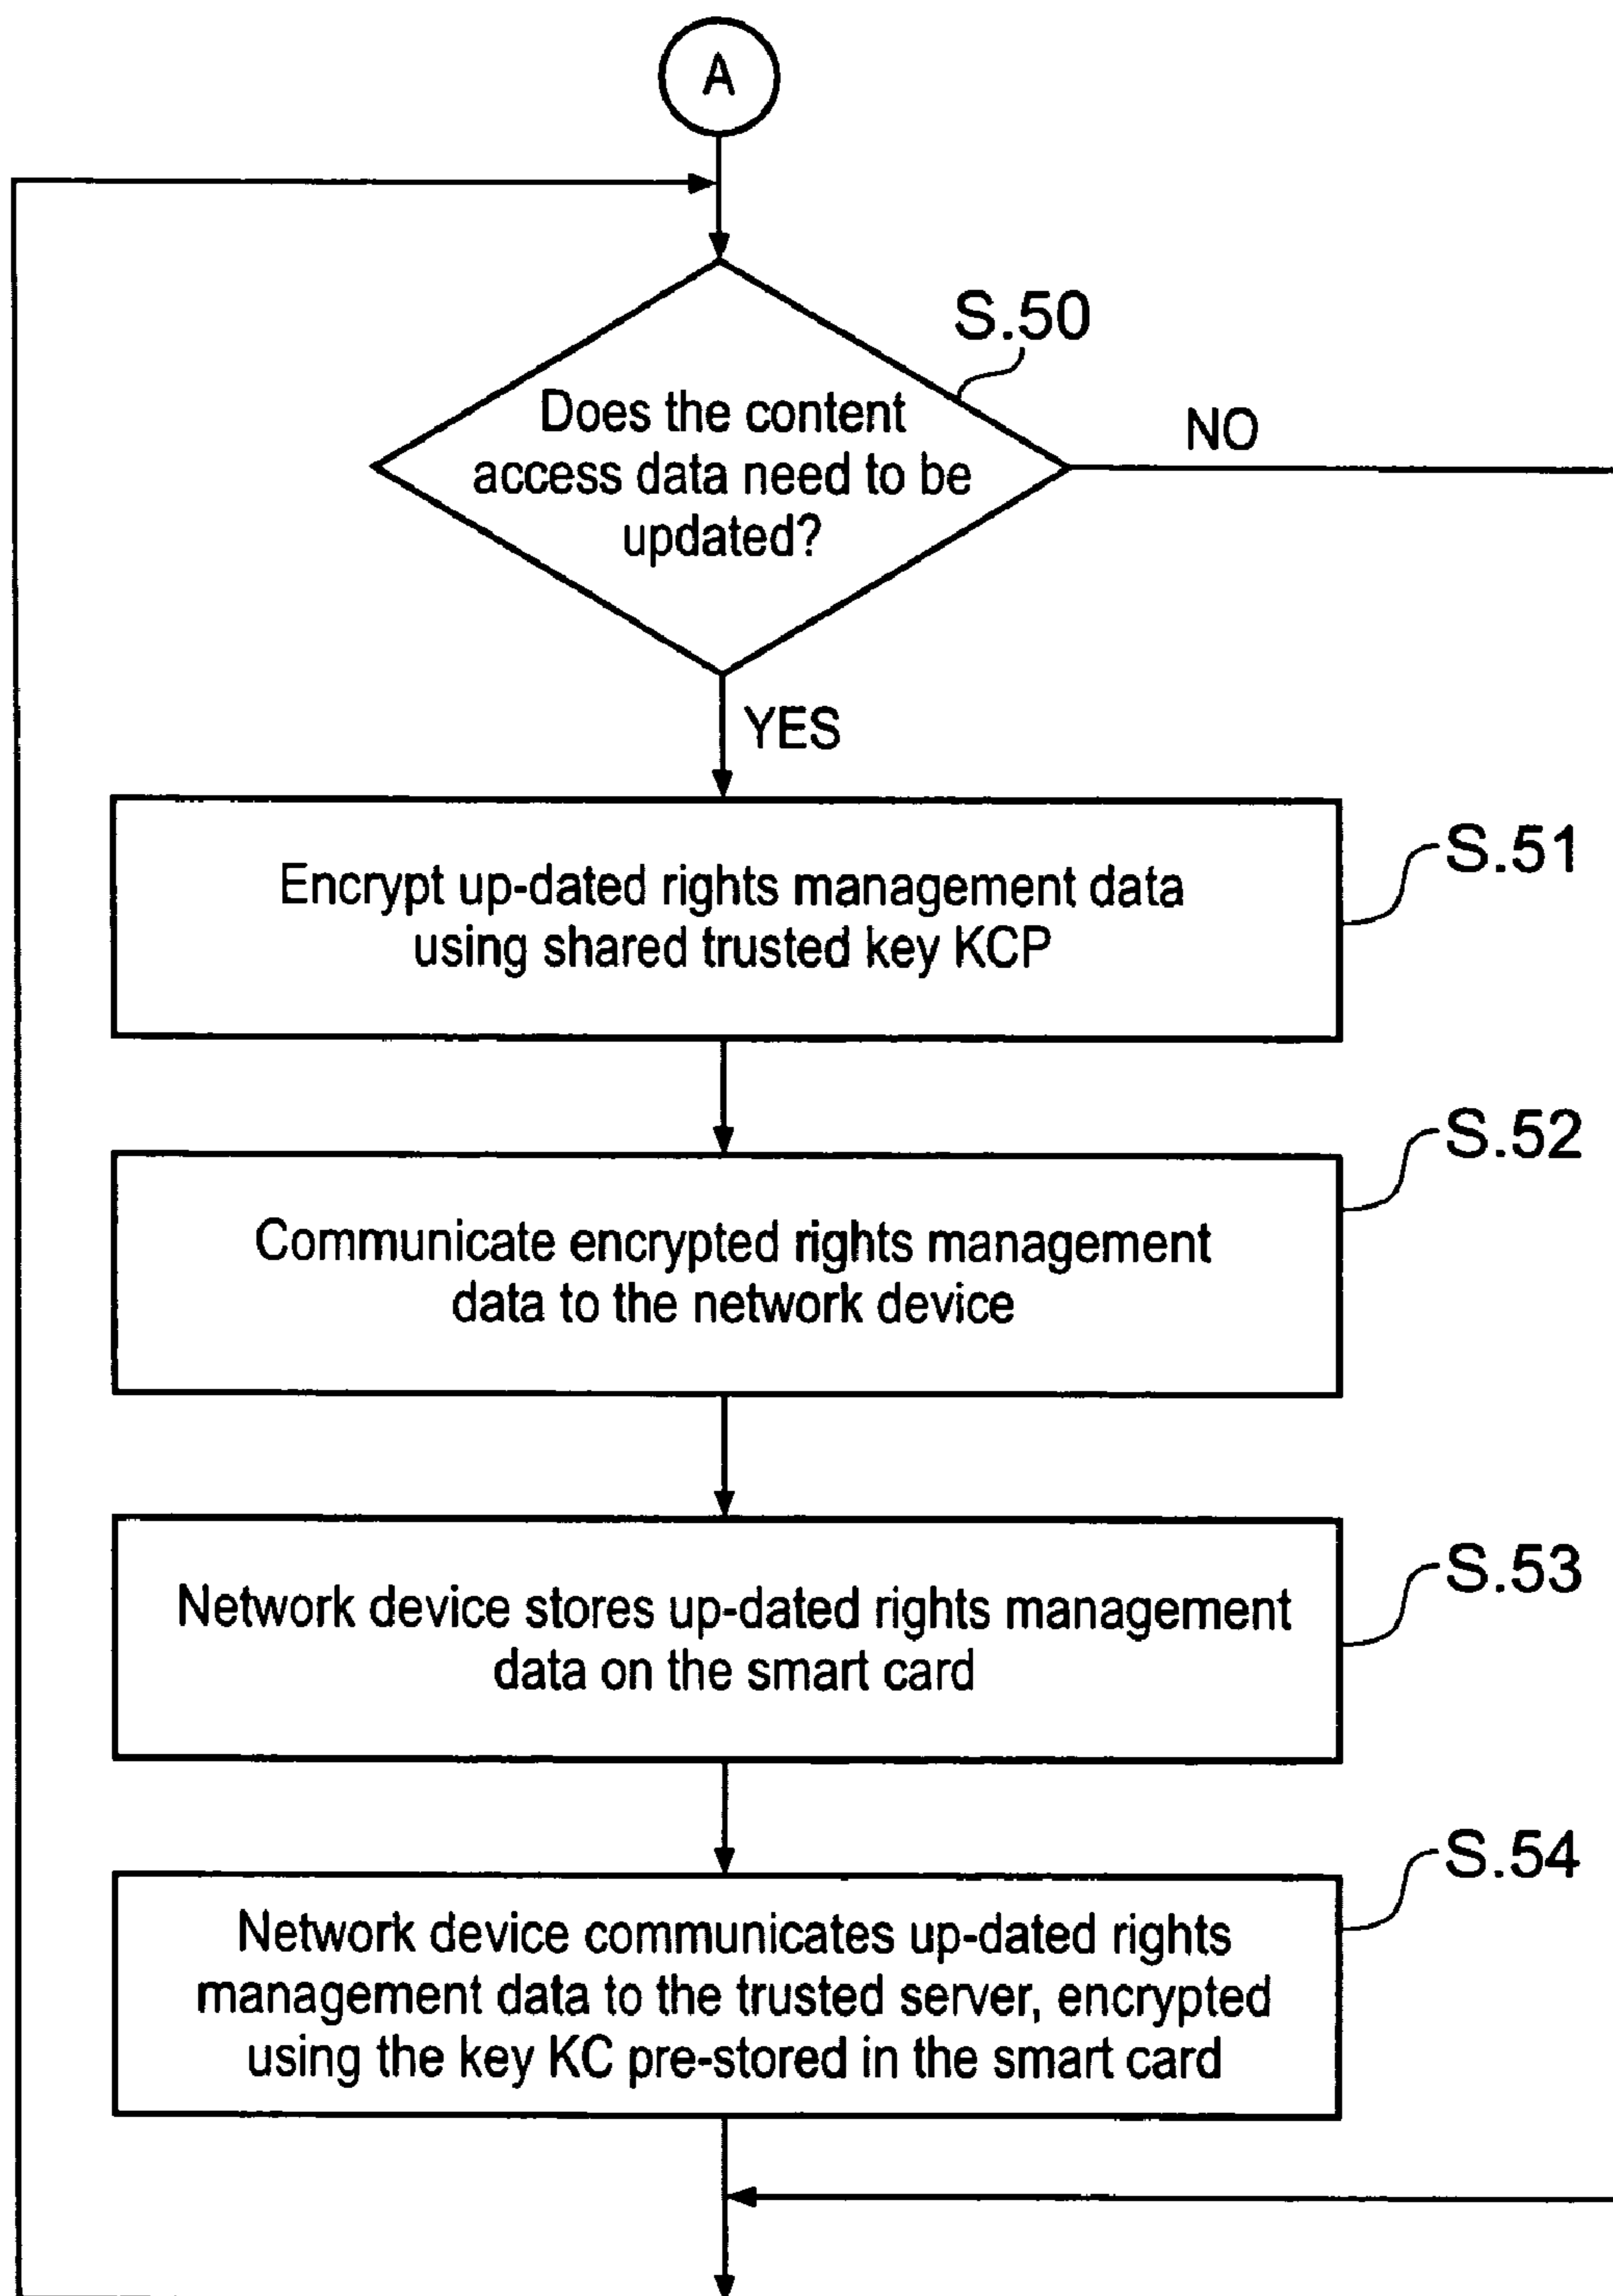 A
S.50
Does the content
access data need to be
updated?
NO
YES
S.51
Encrypt up-dated rights management data
using shared trusted key KCP
S.52
Communicate encrypted rights management
data to the network device
S.53
Network device stores up-dated rights management
data on the smart card
S.54
Network device communicates up-dated rights
management data to the trusted server, encrypted
using the key KC pre-stored in the smart card